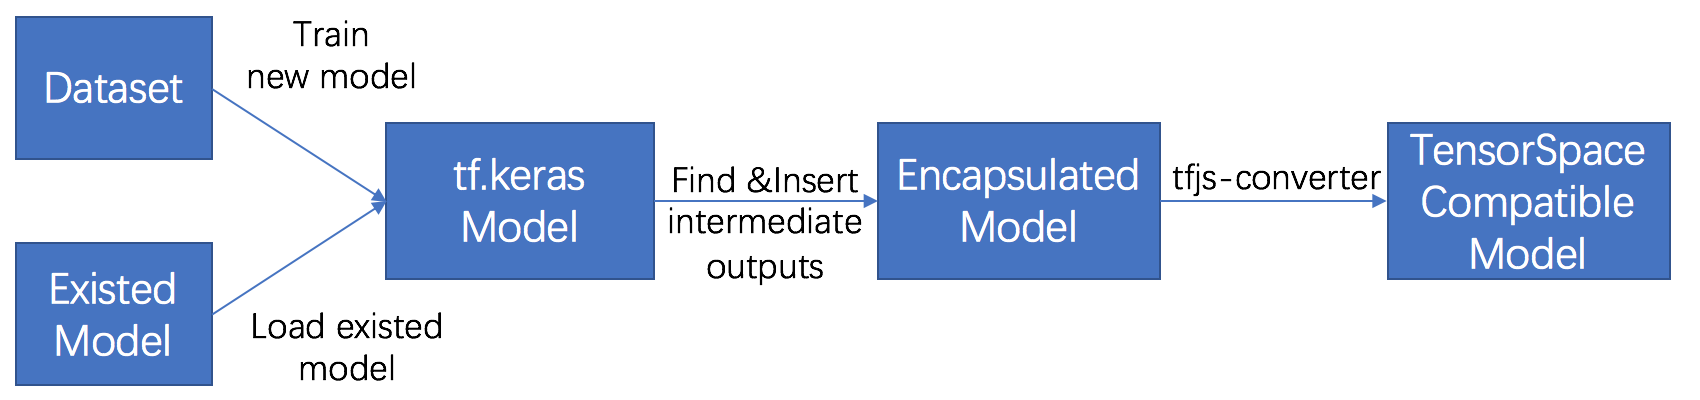 Dataset
Train
new model
Existed
Model
Load existed
model
tf.keras
Model
Find &Insert
intermediate
outputs
Encapsulated
Model
tfjs-converter
TensorSpace
Compatible
Model